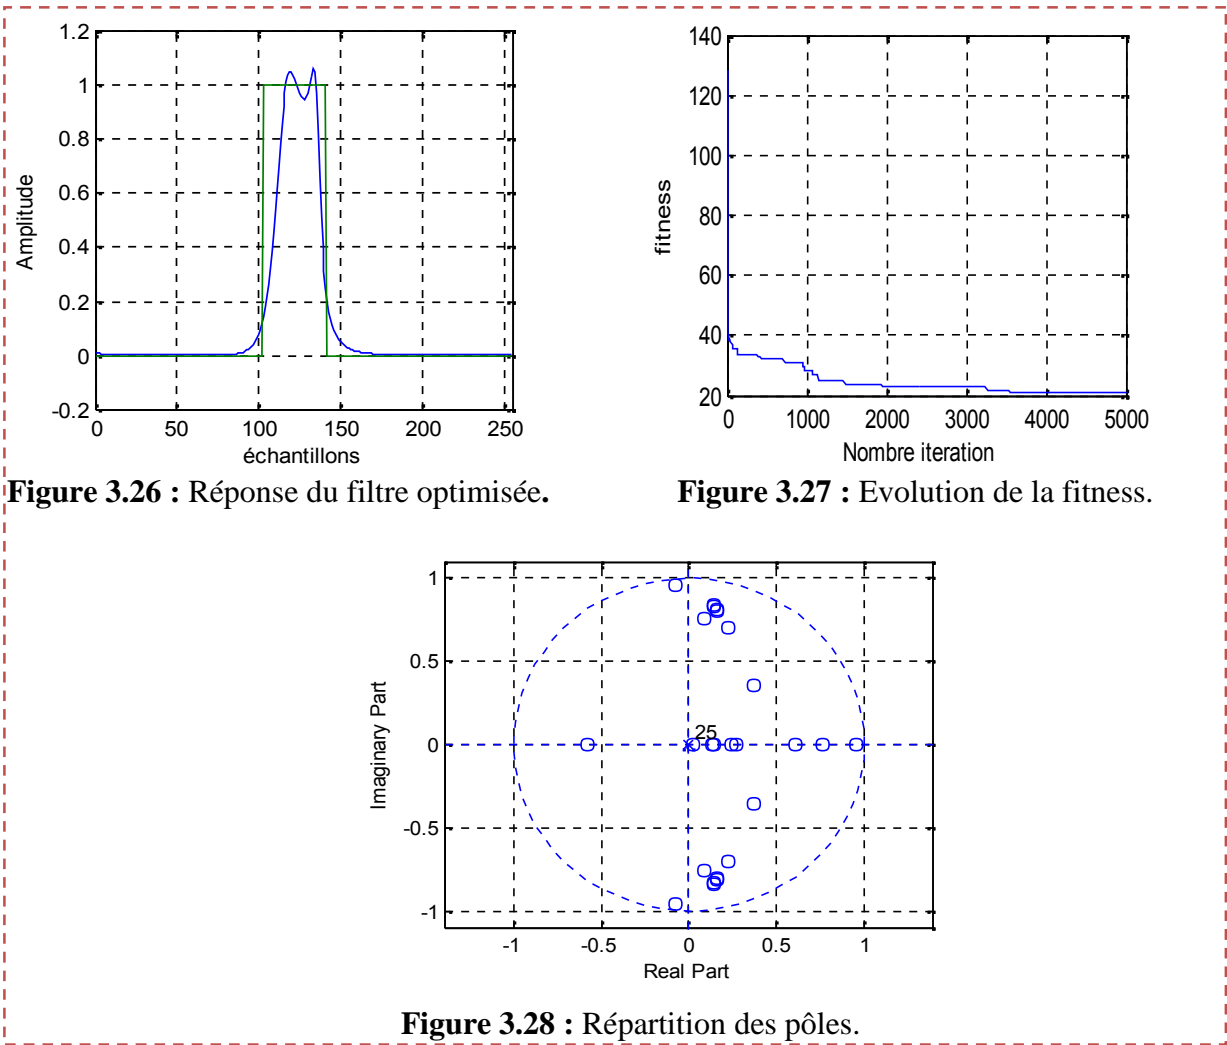 1.2
1
0.8
0.6
0.4
0.2
0
-0.2
Amplitude
0 50 100 150 200 250
échantillons
140
120
100
80
60
40
20
fitness
0 1000 2000 3000 4000 5000
Nombre iteration
Figure 3.26 : Réponse du filtre optimisée.
Figure 3.27 : Evolution de la fitness.
1
0.5
0
-0.5
-1
Imaginary Part
25
-1 -0.5 0 0.5 1
Real Part
Figure 3.28 : Répartition des pôles.